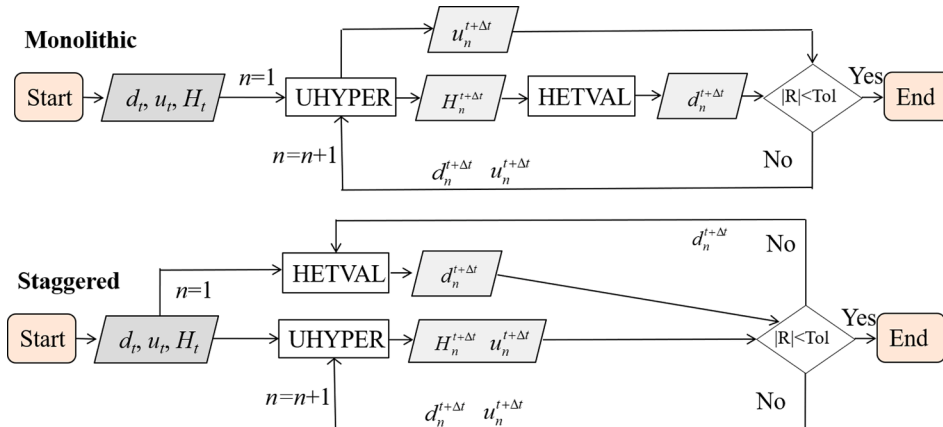 Monolithic
Start
d_t, u_t, H_t
n=1
UHYPER
u_n^{t+Δt}
H_n^{t+Δt}
HETVAL
d_n^{t+Δt}
|R|<Tol
Yes
End
No
n=n+1
d_n^{t+Δt} u_n^{t+Δt}
Staggered
Start
d_t, u_t, H_t
n=1
HETVAL
d_n^{t+Δt}
d_n^{t+Δt}
No
UHYPER
H_n^{t+Δt} u_n^{t+Δt}
|R|<Tol
Yes
End
No
n=n+1
d_n^{t+Δt} u_n^{t+Δt}